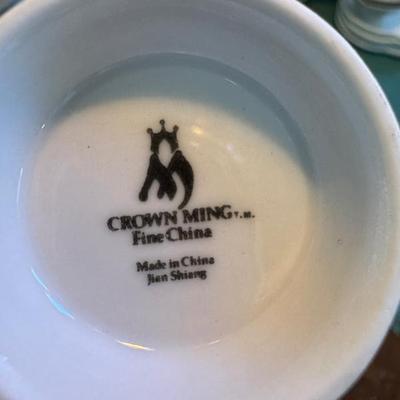 CROWN MING T.M.
Fine China
Made in China
Jian Shiang